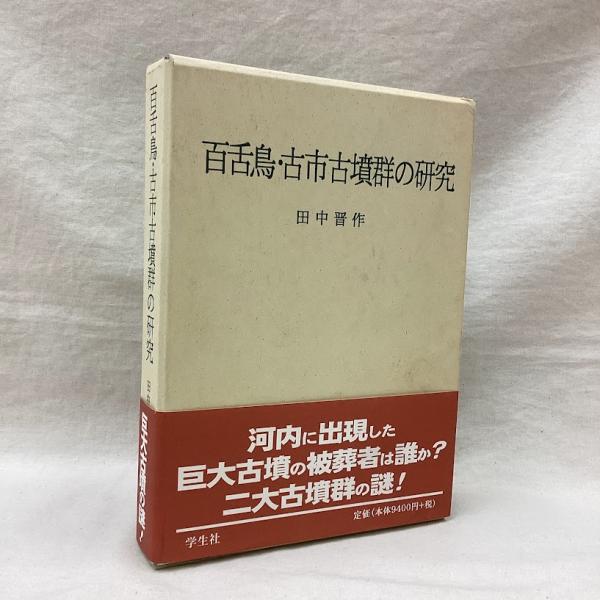 百舌鳥・古市古墳群の研究
田中晋作
河内に出現した
巨大古墳の被葬者は誰か?
二大古墳群の謎!
定価(本体9400円+税)
学生社
百舌鳥・古市古墳群の研究
田中
巨大古墳の謎!